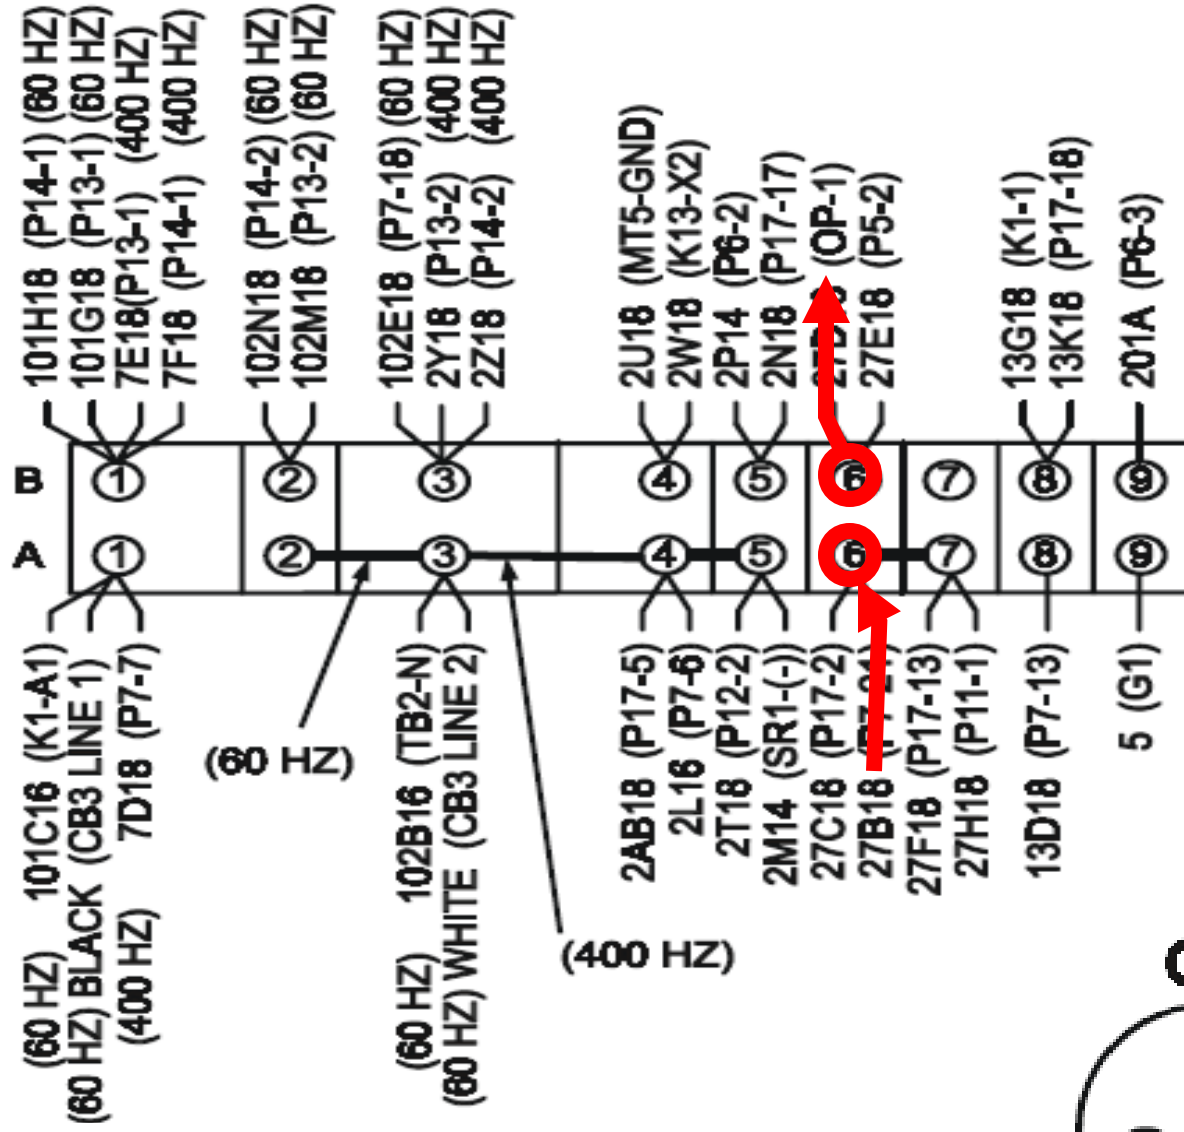 101H18 (P14-1) (60 HZ)
101G18 (P13-1) (60 HZ)
7E18(P13-1) (400 HZ)
7F18 (P14-1) (400 HZ)
102N18 (P14-2) (60 HZ)
102M18 (P13-2) (60 HZ)
102E18 (P7-18) (60 HZ)
2Y18 (P13-2) (400 HZ)
2Z18 (P14-2) (400 HZ)
2U18 (MT5-GND)
2W18 (K13-X2)
2P14 (P6-2)
2N18 (P17-17)
(OP-1)
27E18 (P5-2)
13G18 (K1-1)
13K18 (P17-18)
201A (P6-3)
B 1 2 3 4 5 6 7 8 9
A 1 2 3 4 5 6 7 8 9
(60 HZ) 101C16 (K1-A1)
(60 HZ) BLACK (CB3 LINE 1)
(400 HZ) 7D18 (P7-7)
(60 HZ)
(60 HZ) 102B16 (TB2-N)
(60 HZ) WHITE (CB3 LINE 2)
(400 HZ)
2AB18 (P17-5)
2L16 (P7-6)
2T18 (P12-2)
2M14 (SR1-(-))
27C18 (P17-2)
27B18 (P7-21)
27F18 (P17-13)
27H18 (P11-1)
13D18 (P7-13)
5 (G1)